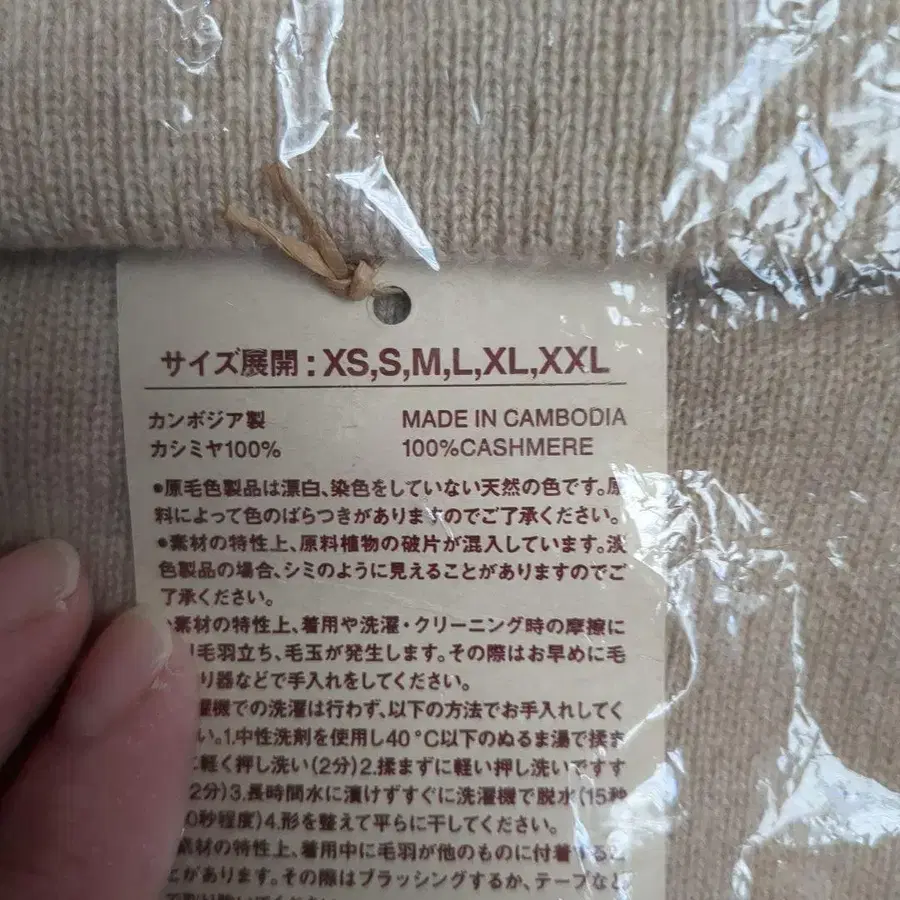 サイズ展開:XS,S,M,L,XL,XXL
カンボジア製 MADE IN CAMBODIA
カシミヤ100% 100%CASHMERE
●原毛色製品は漂白、染色をしていない天然の色です。原
料によって色のばらつきがありますのでご了承ください。
●素材の特性上、原料植物の破片が混入しています。淡
色製品の場合、シミのように見えることがありますのでご
了承ください。
素材の特性上、着用や洗濯・クリーニング時の摩擦に
毛羽立ち、毛玉が発生します。その際はお早めに毛
り器などで手入れをしてください。
濯機での洗濯は行わず、以下の方法でお手入れしてく
い。1.中性洗剤を使用し40°C以下のぬるま湯で揉ま
軽く押し洗い(2分)2.揉まずに軽い押し洗いですす
2分)3.長時間水に漬けずすぐに洗濯機で脱水(15秒
0秒程度)4.形を整えて平らに干してください。
素材の特性上、着用中に毛羽が他のものに付着するこ
とがあります。その際はブラッシングするか、テープなど